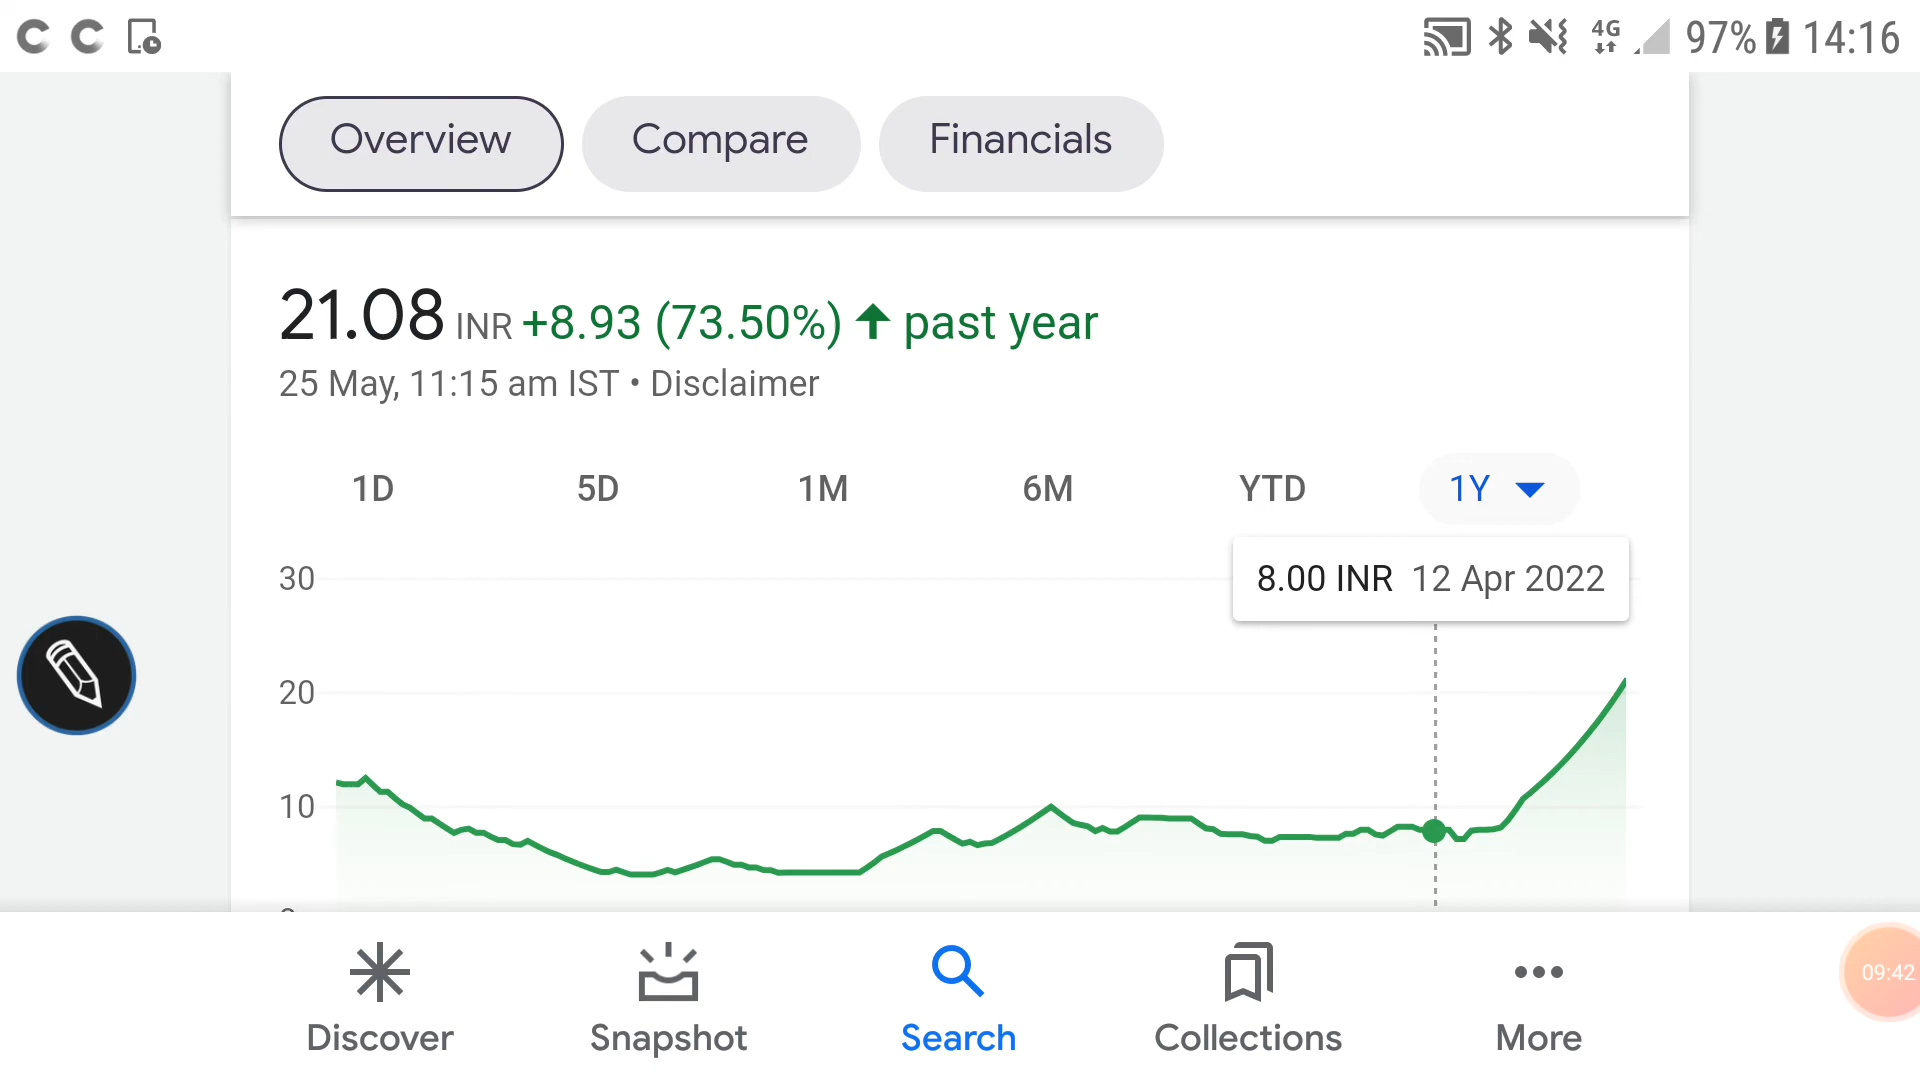 4G 97% 14:16
Overview Compare Financials
21.08 INR +8.93 (73.50%) past year
25 May, 11:15 am IST • Disclaimer
1D 5D 1M 6M YTD 1Y
8.00 INR 12 Apr 2022
30
20
10
09:42
Discover Snapshot Search Collections More